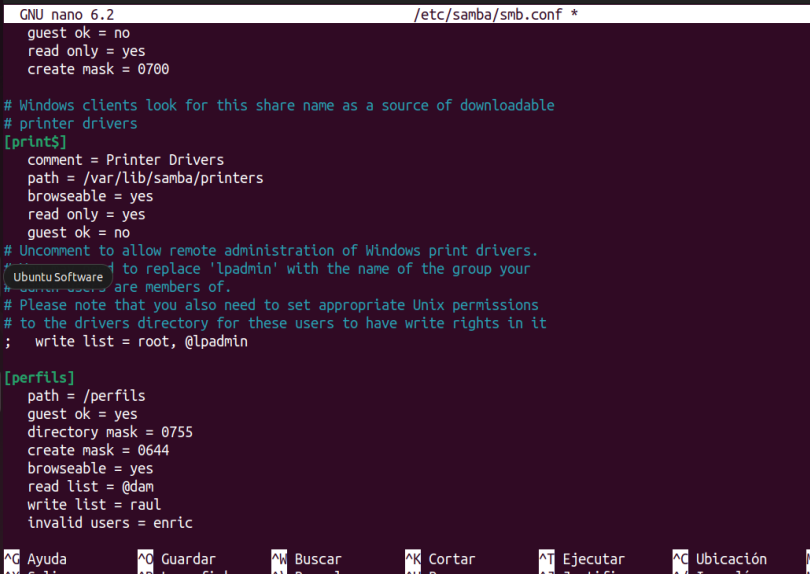 GNU nano 6.2 /etc/samba/smb.conf *
guest ok = no
read only = yes
create mask = 0700
# Windows clients look for this share name as a source of downloadable
# printer drivers
[print$]
comment = Printer Drivers
path = /var/lib/samba/printers
browseable = yes
read only = yes
guest ok = no
# Uncomment to allow remote administration of Windows print drivers.
to replace 'lpadmin' with the name of the group your
Ubuntu Software
are members of.
# Please note that you also need to set appropriate Unix permissions
# to the drivers directory for these users to have write rights in it
; write list = root, @lpadmin
[perfils]
path = /perfils
guest ok = yes
directory mask = 0755
create mask = 0644
browseable = yes
read list = @dam
write list = raul
invalid users = enric
^G Ayuda ^O Guardar ^W Buscar ^K Cortar ^T Ejecutar ^C Ubicación